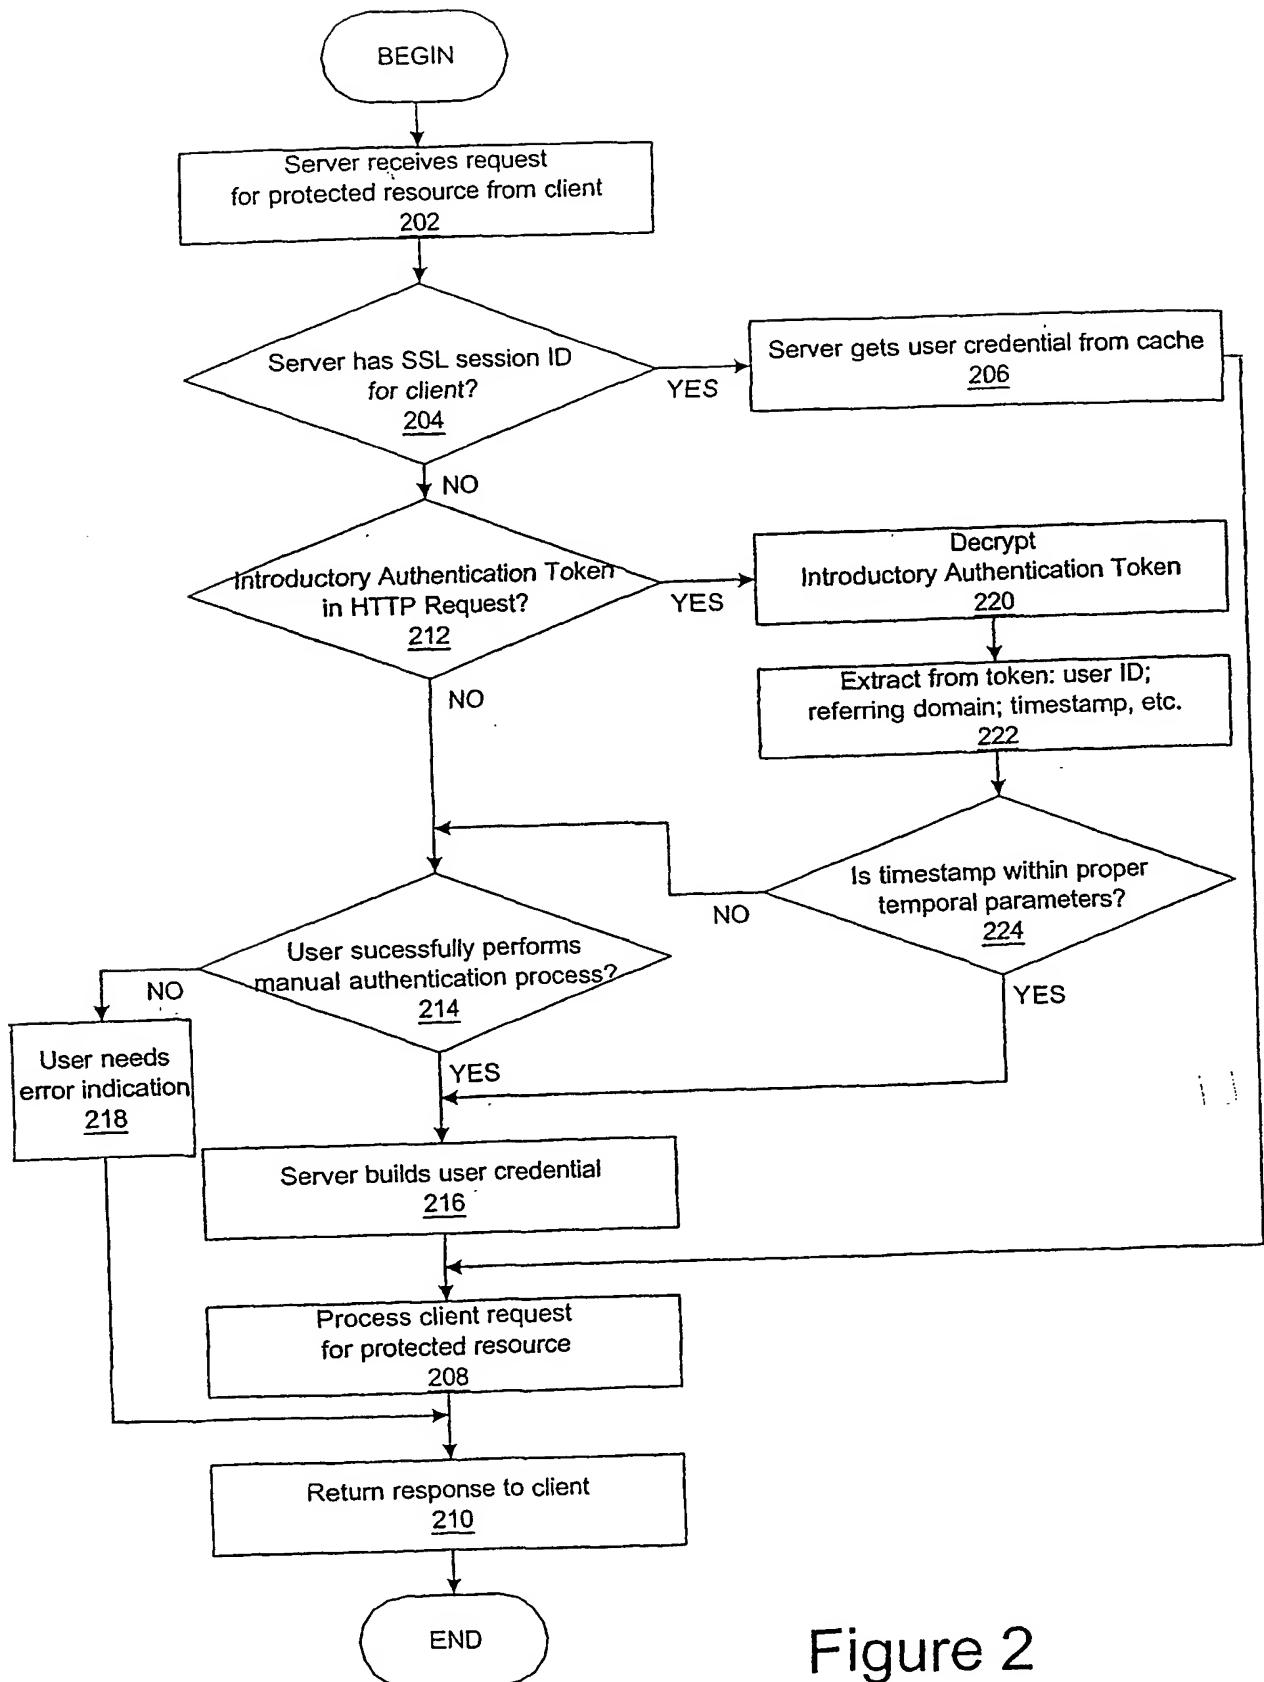 BEGIN
Server receives request
for protected resource from client
202
Server has SSL session ID
for client?
204
YES
Server gets user credential from cache
206
NO
Introductory Authentication Token
in HTTP Request?
212
YES
Decrypt
Introductory Authentication Token
220
NO
Extract from token: user ID;
referring domain; timestamp, etc.
222
Is timestamp within proper
temporal parameters?
224
NO
YES
User sucessfully performs
manual authentication process?
214
NO
YES
User needs
error indication
218
Server builds user credential
216
Process client request
for protected resource
208
Return response to client
210
END
Figure 2